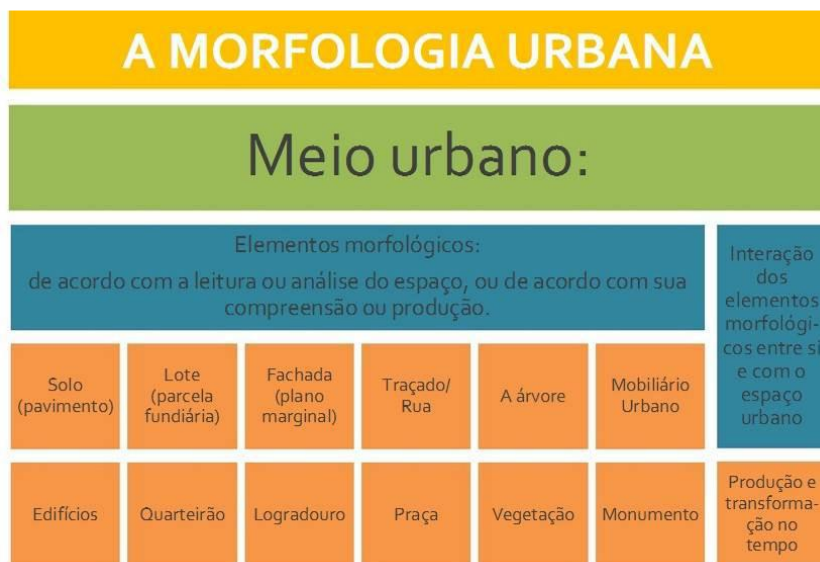 A MORFOLOGIA URBANA
Meio urbano:
Elementos morfológicos:
de acordo com a leitura ou análise do espaço, ou de acordo com sua
compreensão ou produção.
Interação
dos
elementos
morfológi-
cos entre si
e com o
espaço
urbano
Solo
(pavimento)
Lote
(parcela
fundiária)
Fachada
(plano
marginal)
Traçado/
Rua
A árvore
Mobiliário
Urbano
Edifícios
Quarteirão
Logradouro
Praça
Vegetação
Monumento
Produção e
transforma-
ção no
tempo